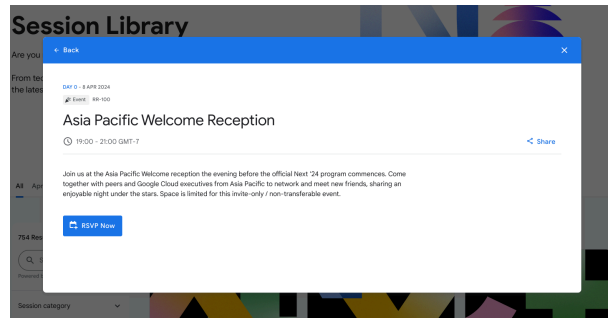 Session Library
Are you
From tec
the lates
← Back
DAY 0 - 8 APR 2024
Event RR-100
Asia Pacific Welcome Reception
19:00 - 21:00 GMT-7
Share
Join us at the Asia Pacific Welcome reception the evening before the official Next '24 program commences. Come
together with peers and Google Cloud executives from Asia Pacific to network and meet new friends, sharing an
enjoyable night under the stars. Space is limited for this invite-only / non-transferable event.
RSVP Now
All Apr
754 Res
Powered b
Session category